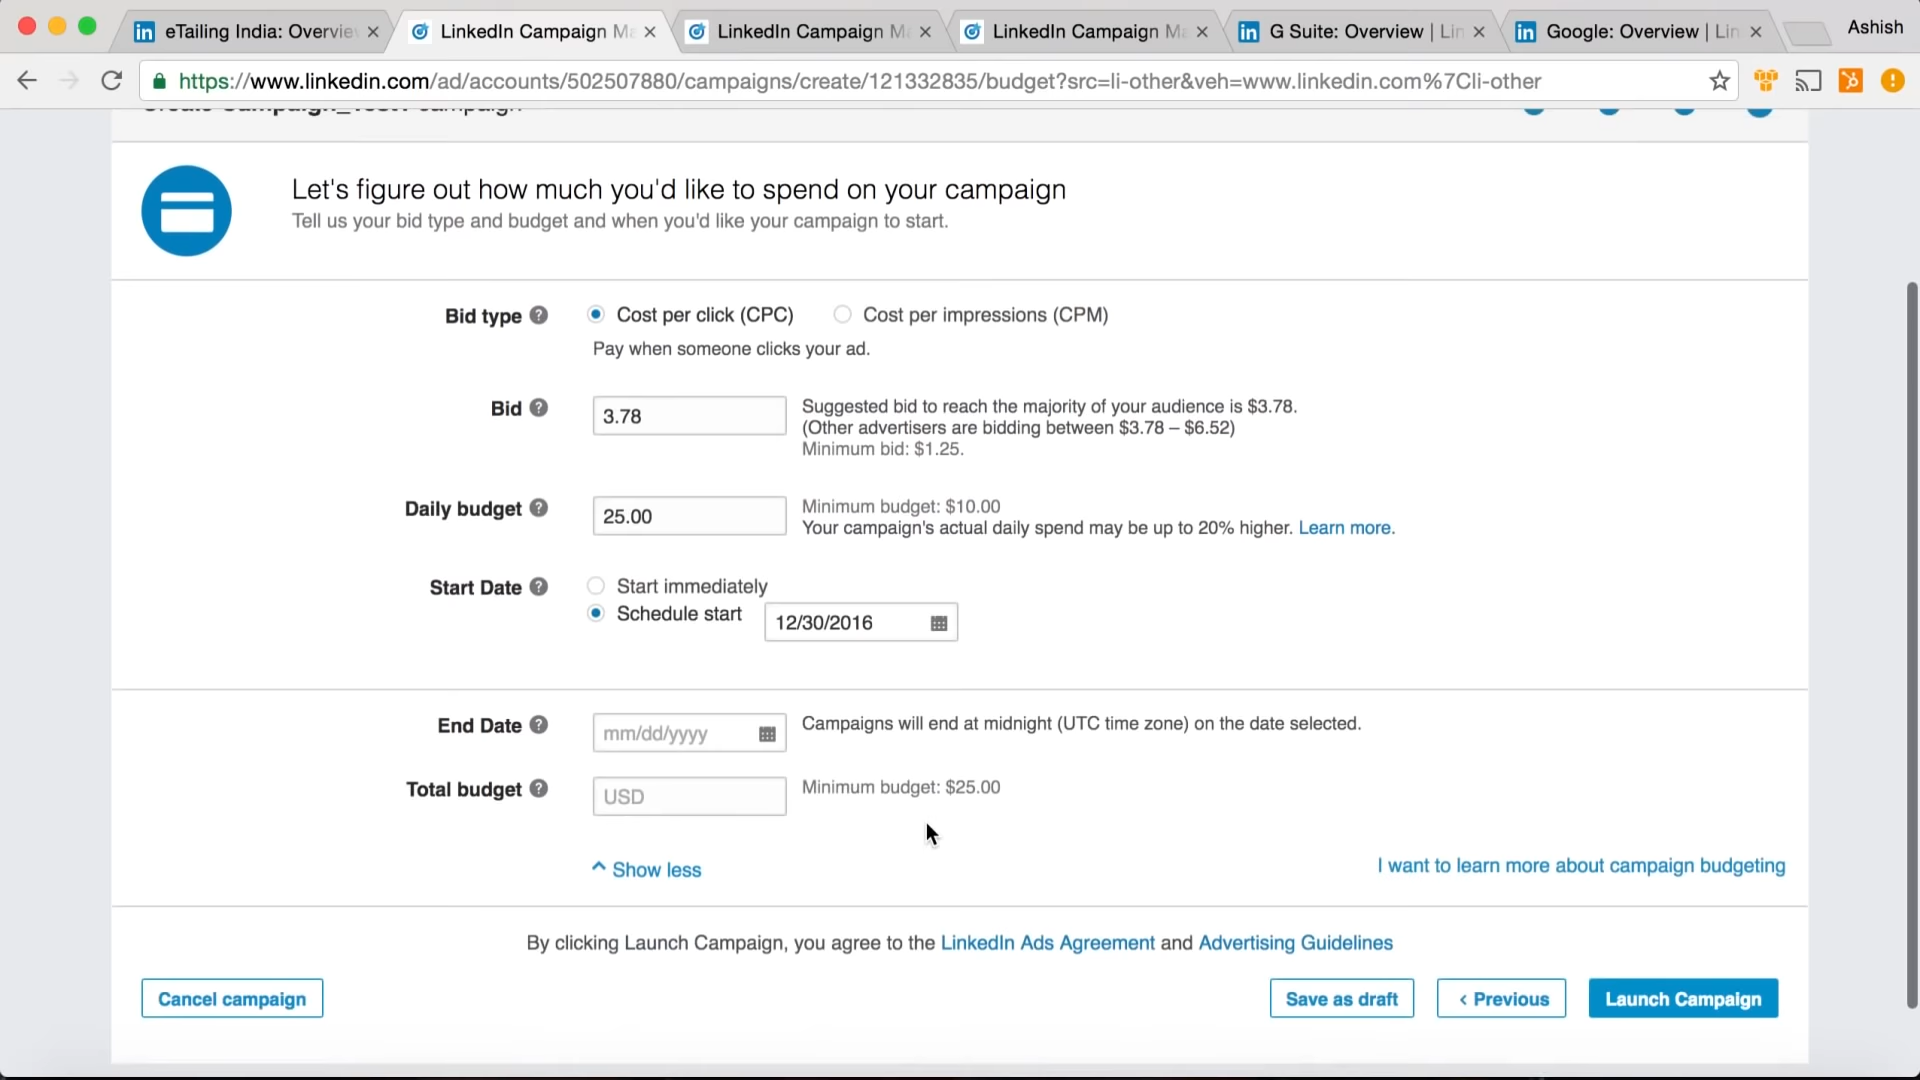 eTailing India: Overvie
LinkedIn Campaign Ma
LinkedIn Campaign M
LinkedIn Campaign M
G Suite: Overview | Lin
Google: Overview | Lin
Ashish
https://www.linkedin.com/ad/accounts/502507880/campaigns/create/121332835/budget?src=li-other&veh=www.linkedin.com%7Cli-other
Let's figure out how much you'd like to spend on your campaign
Tell us your bid type and budget and when you'd like your campaign to start.
Bid type ? Cost per click (CPC) Cost per impressions (CPM)
Pay when someone clicks your ad.
Bid ? 3.78 Suggested bid to reach the majority of your audience is $3.78.
(Other advertisers are bidding between $3.78 – $6.52)
Minimum bid: $1.25.
Daily budget ? 25.00 Minimum budget: $10.00
Your campaign's actual daily spend may be up to 20% higher. Learn more.
Start Date ? Start immediately
Schedule start 12/30/2016
End Date ? mm/dd/yyyy Campaigns will end at midnight (UTC time zone) on the date selected.
Total budget ? USD Minimum budget: $25.00
Show less
I want to learn more about campaign budgeting
By clicking Launch Campaign, you agree to the LinkedIn Ads Agreement and Advertising Guidelines
Cancel campaign
Save as draft
‹ Previous
Launch Campaign